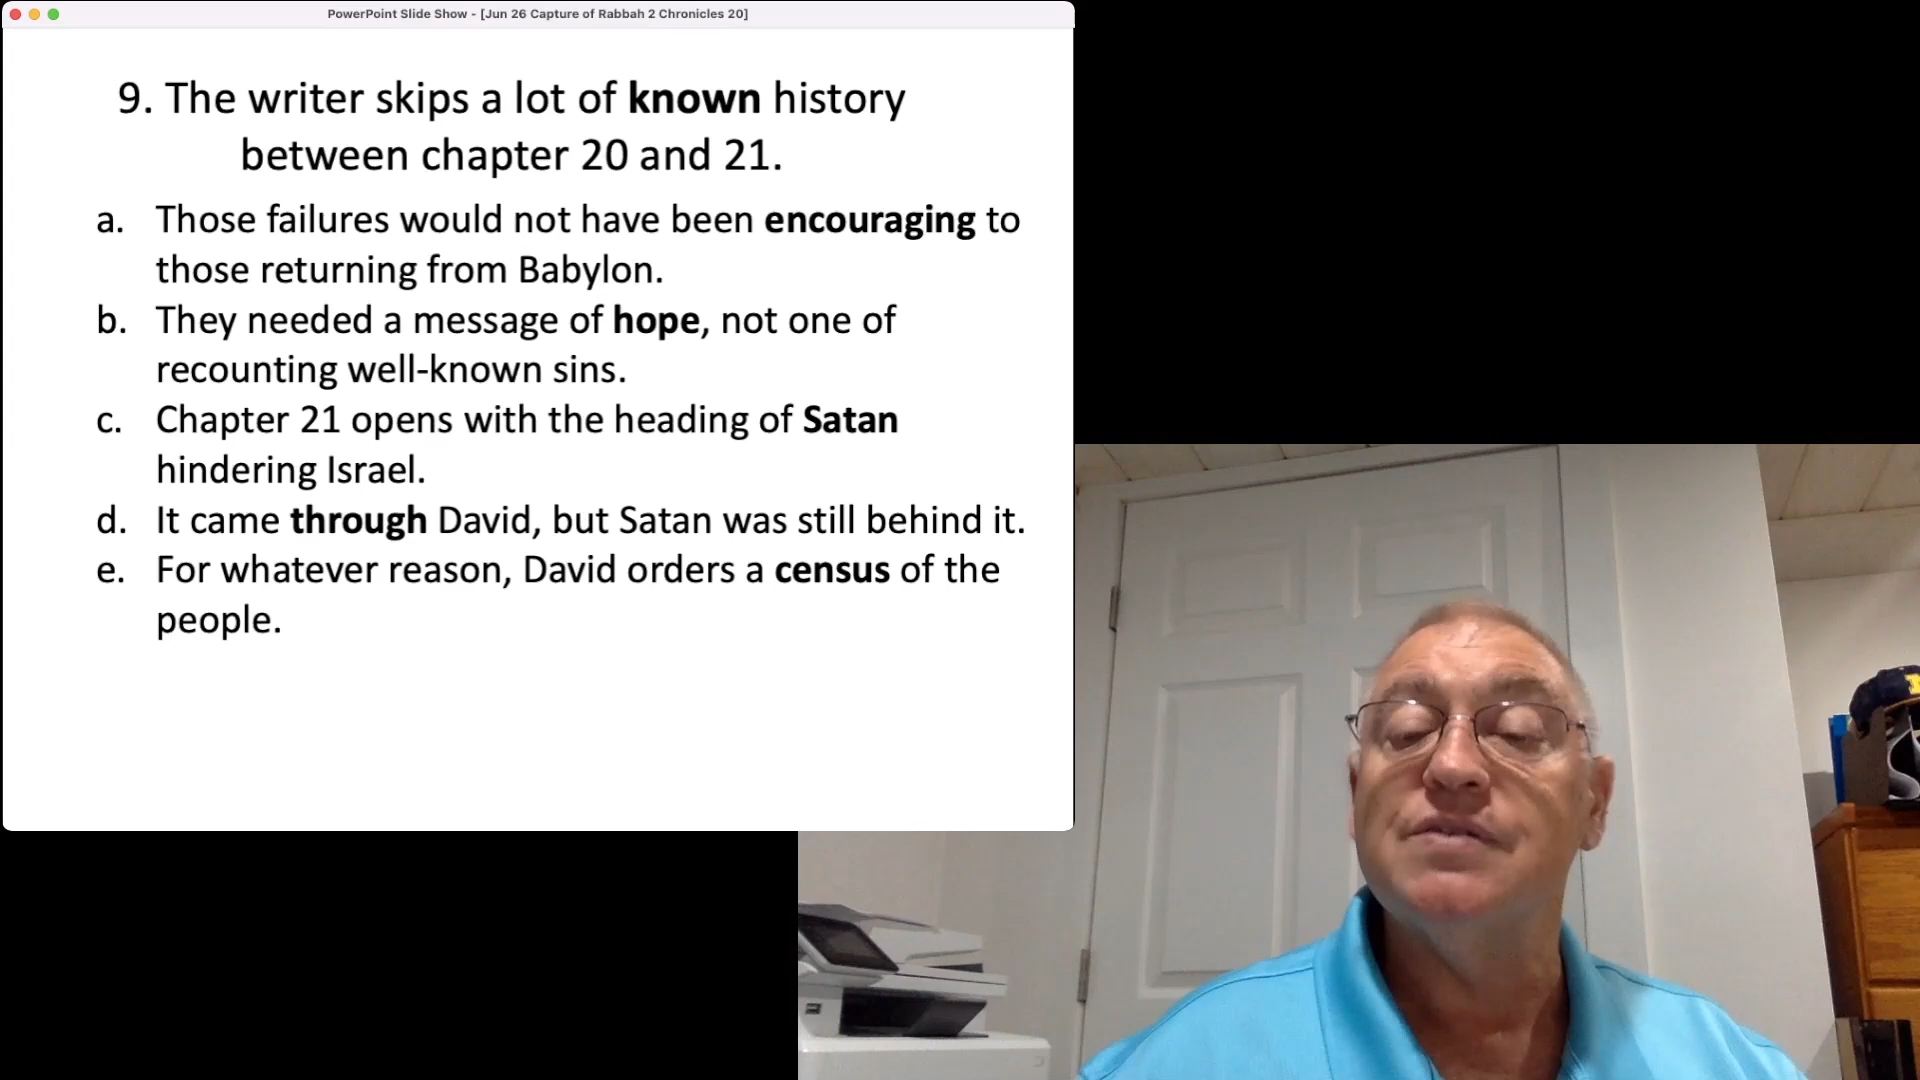 PowerPoint Slide Show - [Jun 26 Capture of Rabbah 2 Chronicles 20]
9. The writer skips a lot of known history
between chapter 20 and 21.
a. Those failures would not have been encouraging to
those returning from Babylon.
b. They needed a message of hope, not one of
recounting well-known sins.
c. Chapter 21 opens with the heading of Satan
hindering Israel.
d. It came through David, but Satan was still behind it.
e. For whatever reason, David orders a census of the
people.